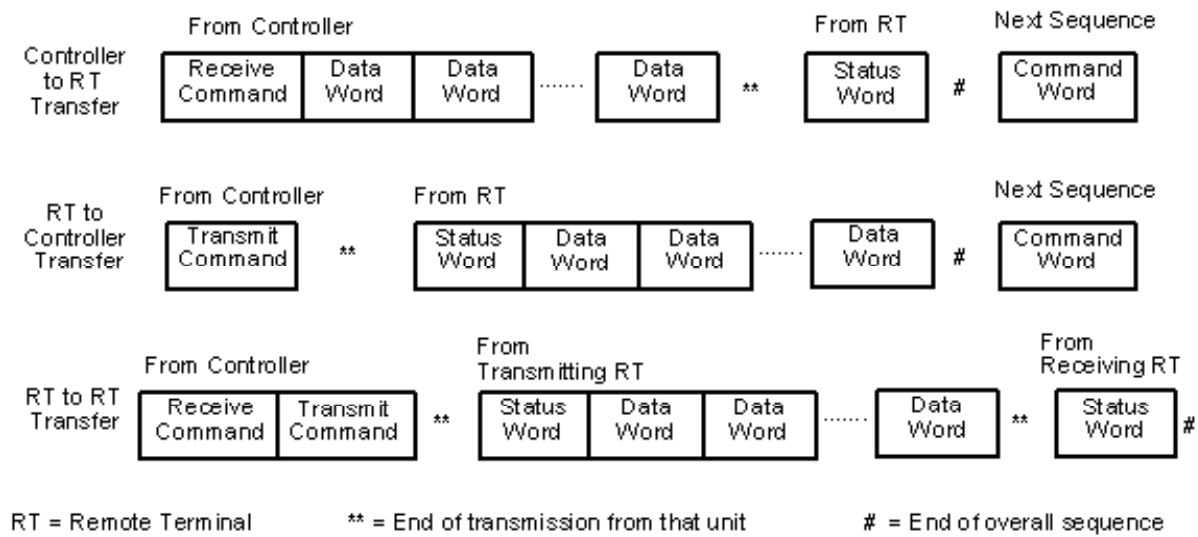 From Controller From RT Next Sequence
Controller to RT Transfer
Receive Command Data Word Data Word ...... Data Word ** Status Word # Command Word
From Controller From RT Next Sequence
RT to Controller Transfer
Transmit Command ** Status Word Data Word Data Word ....... Data Word # Command Word
From Controller From Transmitting RT From Receiving RT
RT to RT Transfer
Receive Command Transmit Command ** Status Word Data Word Data Word ....... Data Word ** Status Word #
RT = Remote Terminal ** = End of transmission from that unit # = End of overall sequence